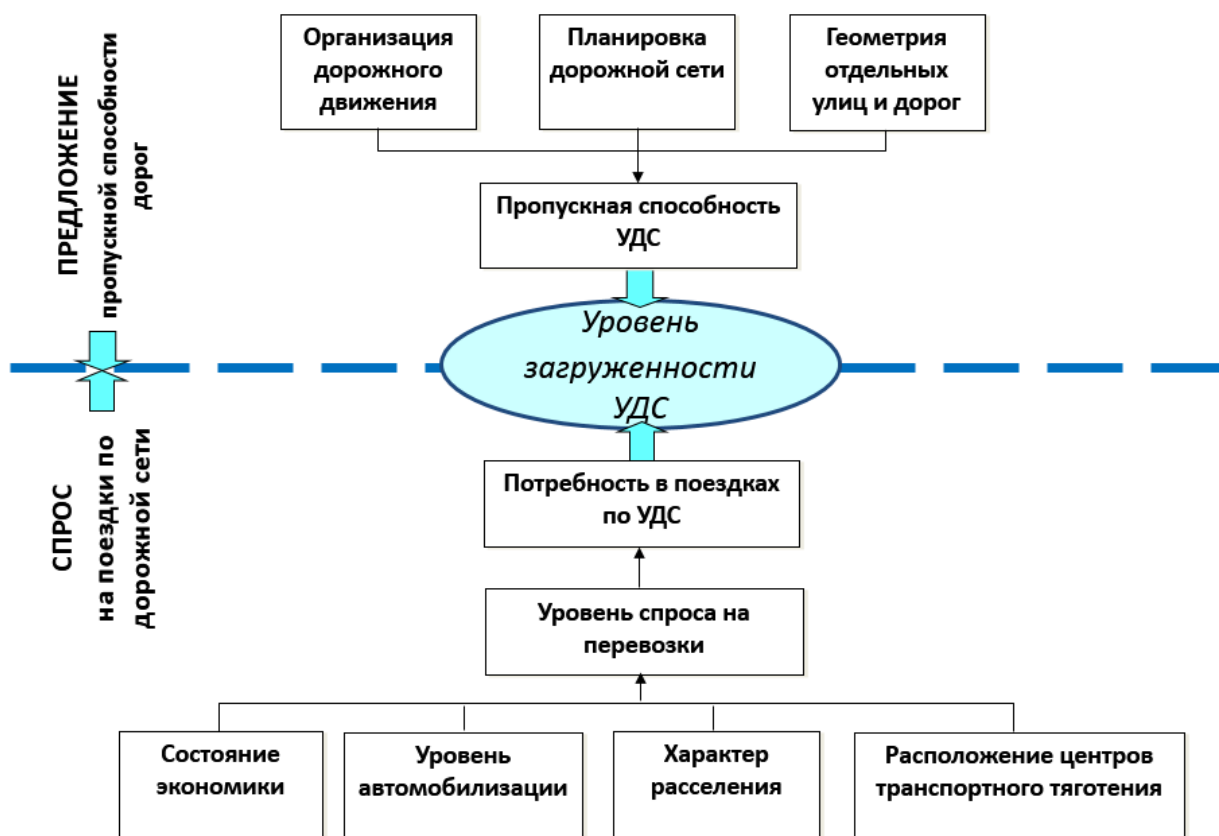 Организация
дорожного
движения
Планировка
дорожной сети
Геометрия
отдельных
улиц и дорог
ПРЕДЛОЖЕНИЕ
пропускной способности
дорог
Пропускная способность
УДС
Уровень
загруженности
УДС
СПРОС
на поездки по
дорожной сети
Потребность в поездках
по УДС
Уровень спроса на
перевозки
Состояние
экономики
Уровень
автомобилизации
Характер
расселения
Расположение центров
транспортного тяготения